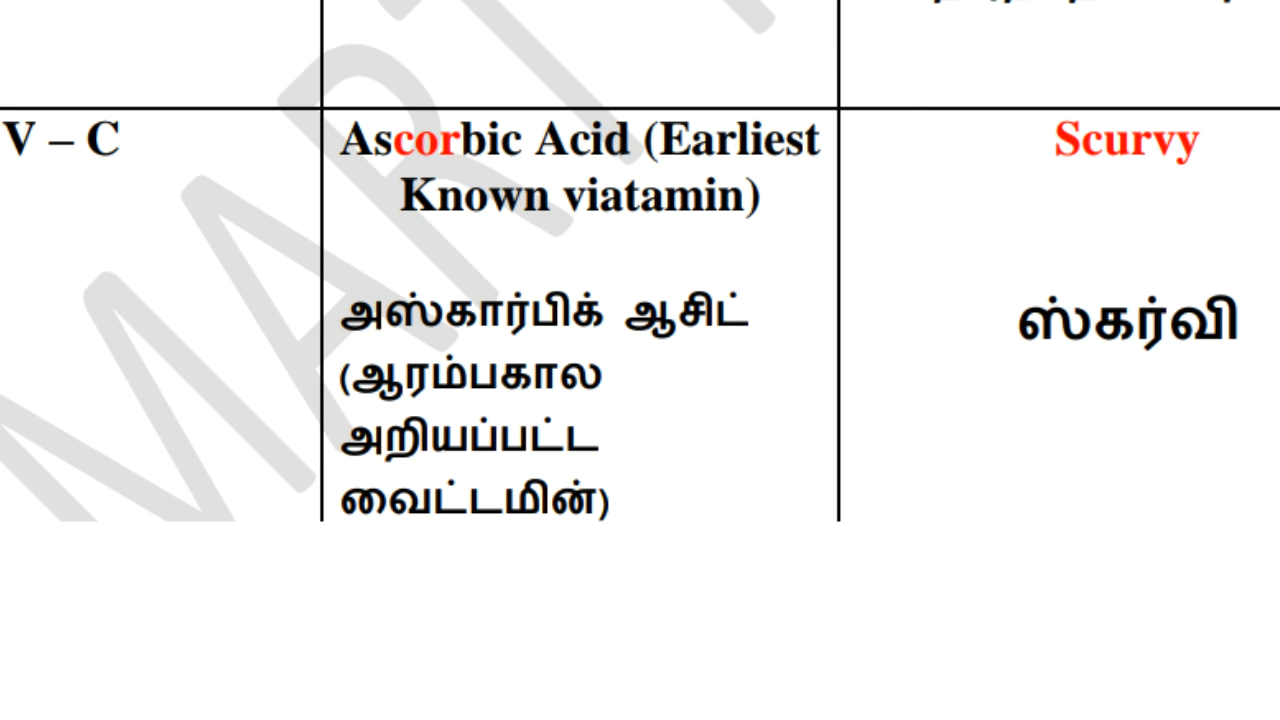 V – C
Ascorbic Acid (Earliest
Known viatamin)
Scurvy
அஸ்கார்பிக் ஆசிட்
(ஆரம்பகால
அறியப்பட்ட
வைட்டமின்)
ஸ்கர்வி